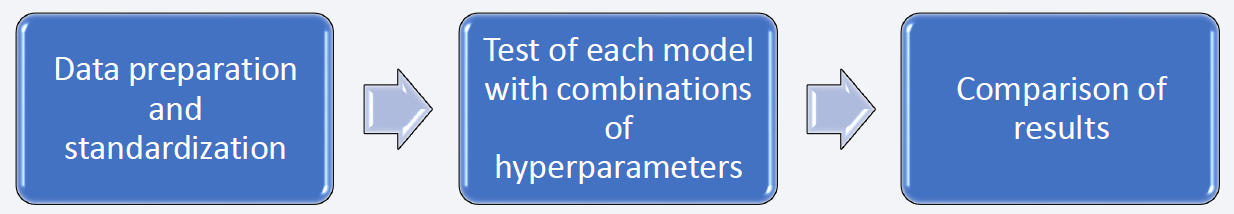 Data preparation
and
standardization
Test of each model
with combinations
of
hyperparameters
Comparison of
results